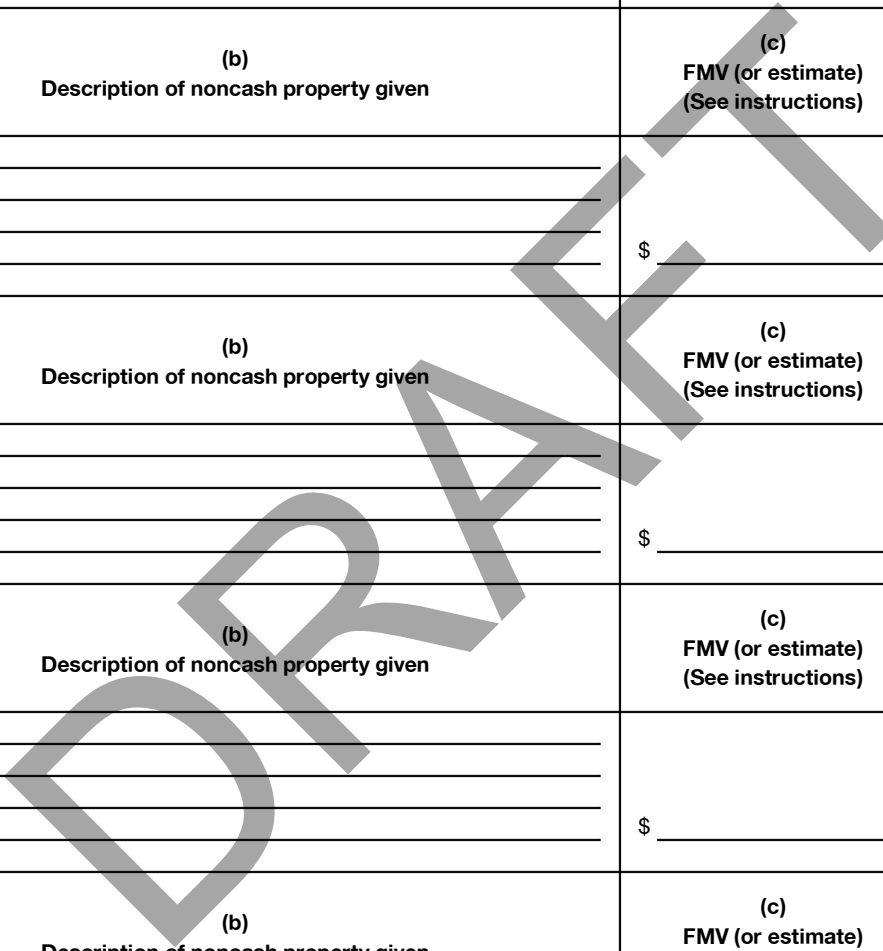 (b)
Description of noncash property given
(c)
FMV (or estimate)
(See instructions)
$
(b)
Description of noncash property given
(c)
FMV (or estimate)
(See instructions)
$
(b)
Description of noncash property given
(c)
FMV (or estimate)
(See instructions)
$
(b)
Description of noncash property given
(c)
FMV (or estimate)
DRAFT